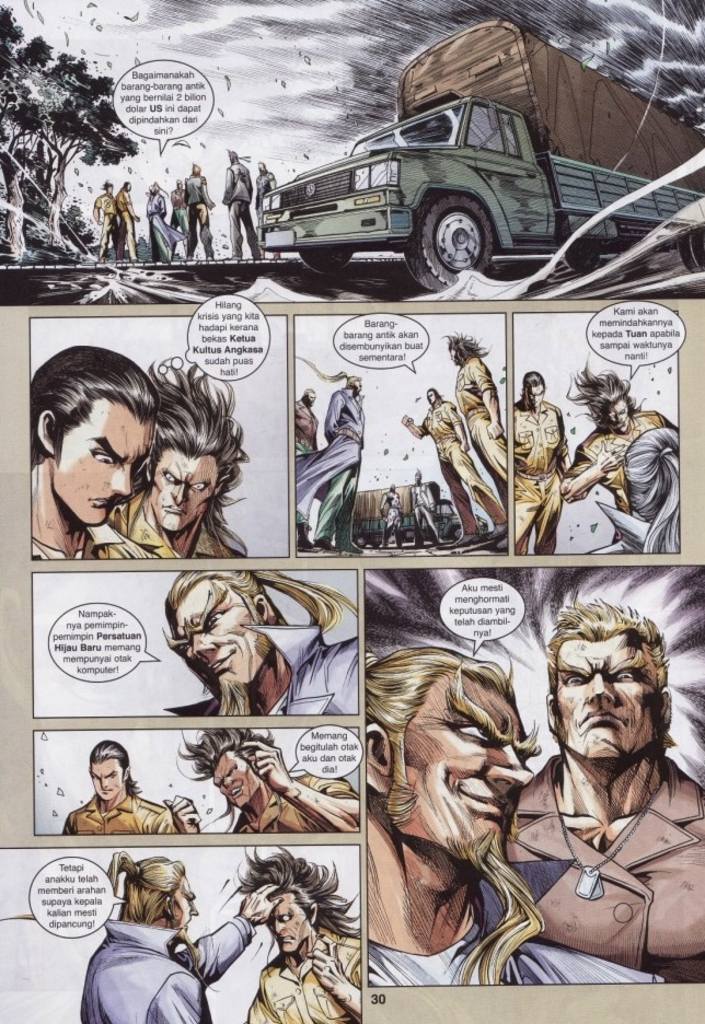 Bagaimanakah
barang-barang antik
yang bernilai 2 bilion
dolar US ini dapat
dipindahkan dari
sini?
Hilang
krisis yang kita
hadapi kerana
bekas Ketua
Kultus Angkasa
sudah puas
hati!
Barang-
barang antik akan
disembunyikan buat
sementara!
Kami akan
memindahkannya
kepada Tuan apabila
sampai waktunya
nanti!
Nampak-
nya pemimpin-
pemimpin Persatuan
Hijau Baru memang
mempunyai otak
komputer!
Aku mesti
menghormati
keputusan yang
telah diambil-
nya!
Memang
begitulah otak
aku dan otak
dia!
Tetapi
anakku telah
memberi arahan
supaya kepala
kalian mesti
dipancung!
30